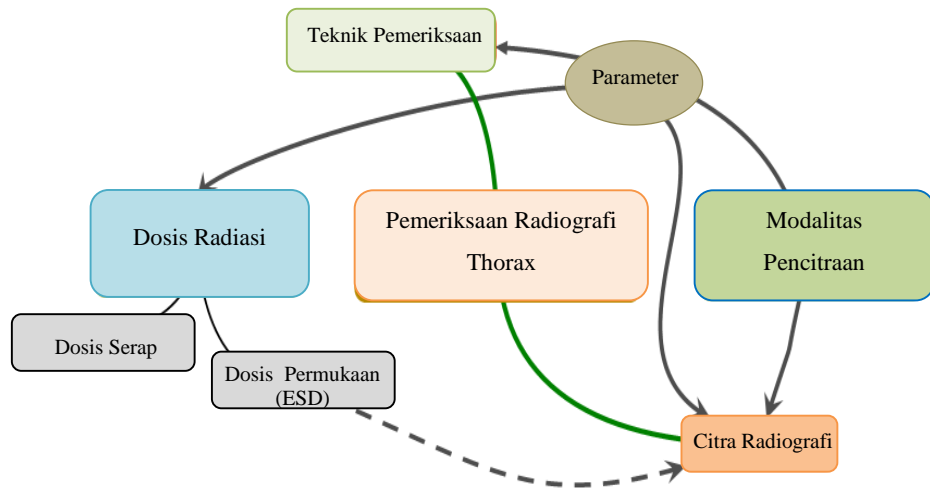 Teknik Pemeriksaan
Parameter
Dosis Radiasi
Pemeriksaan Radiografi
Thorax
Modalitas
Pencitraan
Dosis Serap
Dosis Permukaan
(ESD)
Citra Radiografi